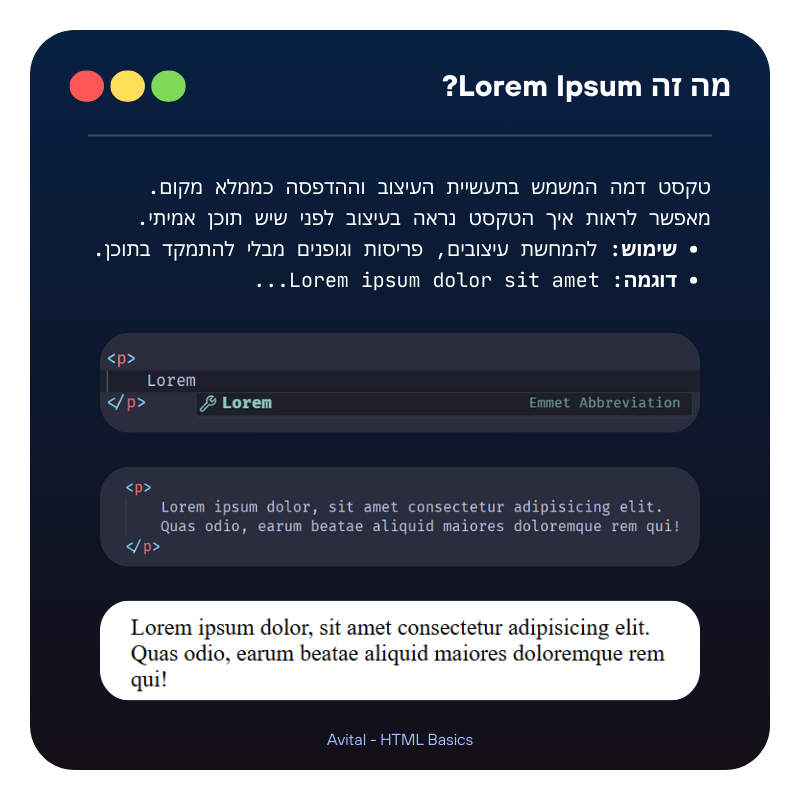 מה זה Lorem Ipsum?
טקסט דמה המשמש בתעשיית העיצוב וההדפסה כממלא מקום.
מאפשר לראות איך הטקסט נראה בעיצוב לפני שיש תוכן אמיתי.
• שימוש: להמחשת עיצובים, פריסות וגופנים מבלי להתמקד בתוכן.
• דוגמה: Lorem ipsum dolor sit amet...
<p>
Lorem
</p> Lorem Emmet Abbreviation
<p>
Lorem ipsum dolor, sit amet consectetur adipisicing elit.
Quas odio, earum beatae aliquid maiores doloremque rem qui!
</p>
Lorem ipsum dolor, sit amet consectetur adipisicing elit.
Quas odio, earum beatae aliquid maiores doloremque rem
qui!
Avital - HTML Basics